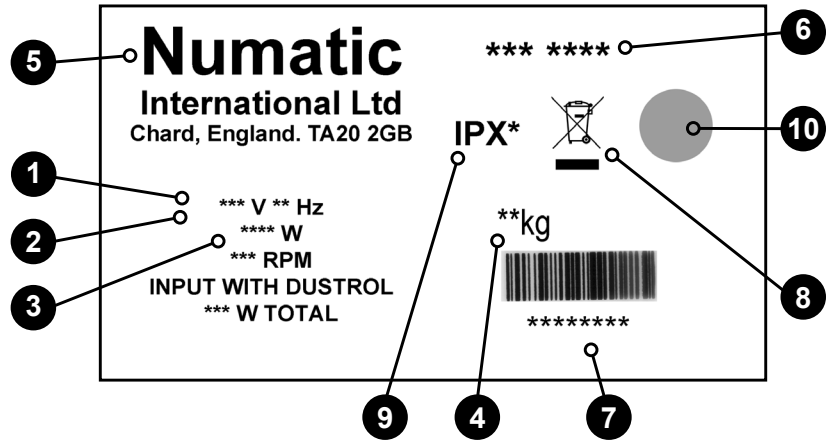 Numatic
International Ltd
Chard, England. TA20 2GB
*** ****
IPX*
*** V ** Hz
**** W
*** RPM
INPUT WITH DUSTROL
*** W TOTAL
**kg
********
5
6
10
1
2
3
8
9
4
7